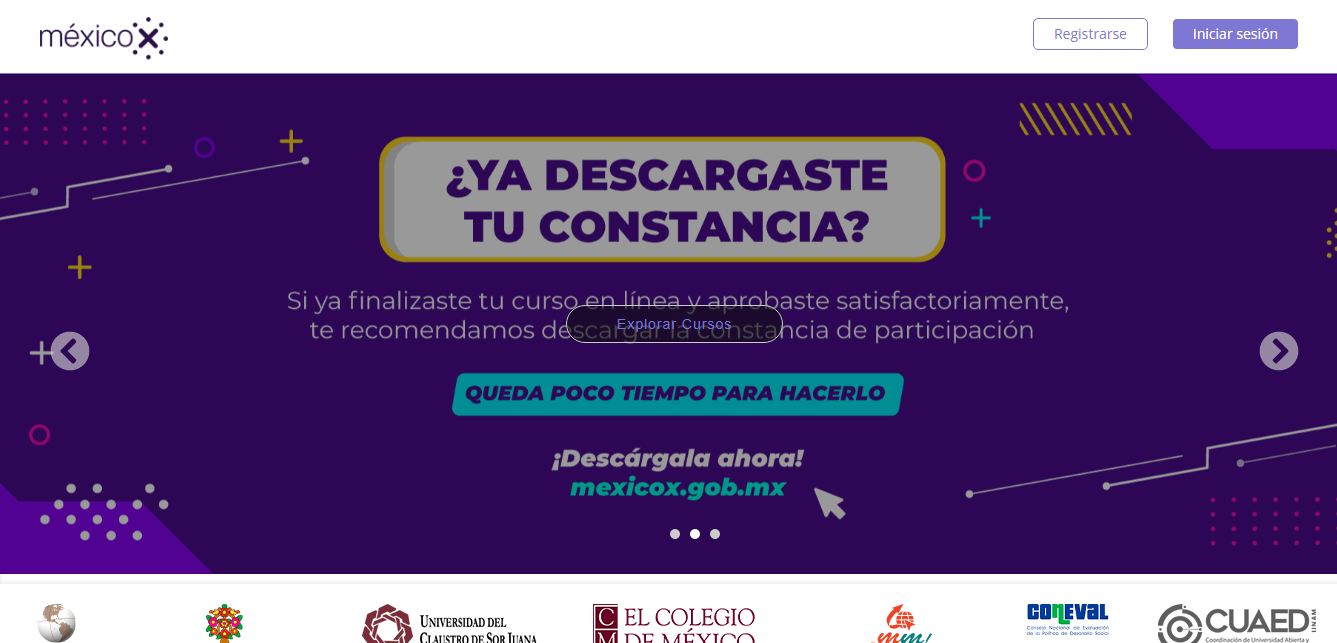 méxicoX
Registrarse
Iniciar sesión
¿YA DESCARGASTE
TU CONSTANCIA?
Si ya finalizaste tu curso en línea y aprobaste satisfactoriamente,
te recomendamos descargar la constancia de participación
Explorar Cursos
QUEDA POCO TIEMPO PARA HACERLO
¡Descárgala ahora!
mexicox.gob.mx
UNIVERSIDAD DEL
CLAUSTRO DE SOR JUANA
CM
EL COLEGIO
DE MÉXICO
mm!
CONEVAL
Consejo Nacional de Evaluación
de la Política de Desarrollo Social
CUAED
UNAM
Coordinación de Universidad Abierta y